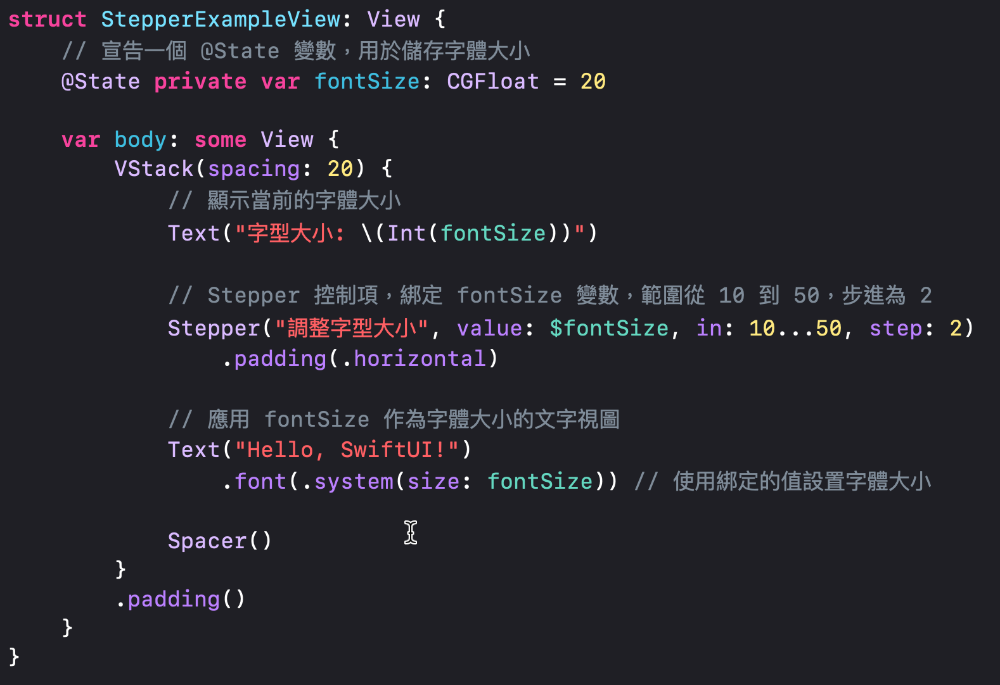 struct StepperExampleView: View {
    // 宣告一個 @State 變數，用於儲存字體大小
    @State private var fontSize: CGFloat = 20

    var body: some View {
        VStack(spacing: 20) {
            // 顯示當前的字體大小
            Text("字型大小: \(Int(fontSize))")

            // Stepper 控制項，綁定 fontSize 變數，範圍從 10 到 50，步進為 2
            Stepper("調整字型大小", value: $fontSize, in: 10...50, step: 2)
                .padding(.horizontal)

            // 應用 fontSize 作為字體大小的文字視圖
            Text("Hello, SwiftUI!")
                .font(.system(size: fontSize)) // 使用綁定的值設置字體大小

            Spacer()
        }
        .padding()
    }
}